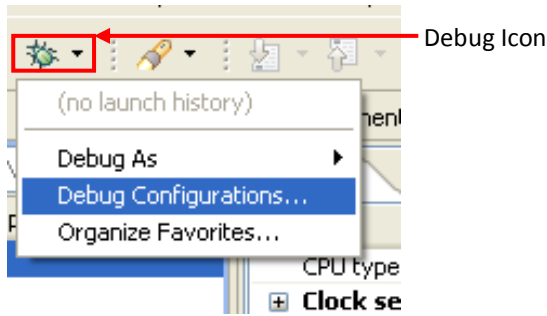 Debug Icon
(no launch history)
Debug As
Debug Configurations...
Organize Favorites...
CPU type
Clock se